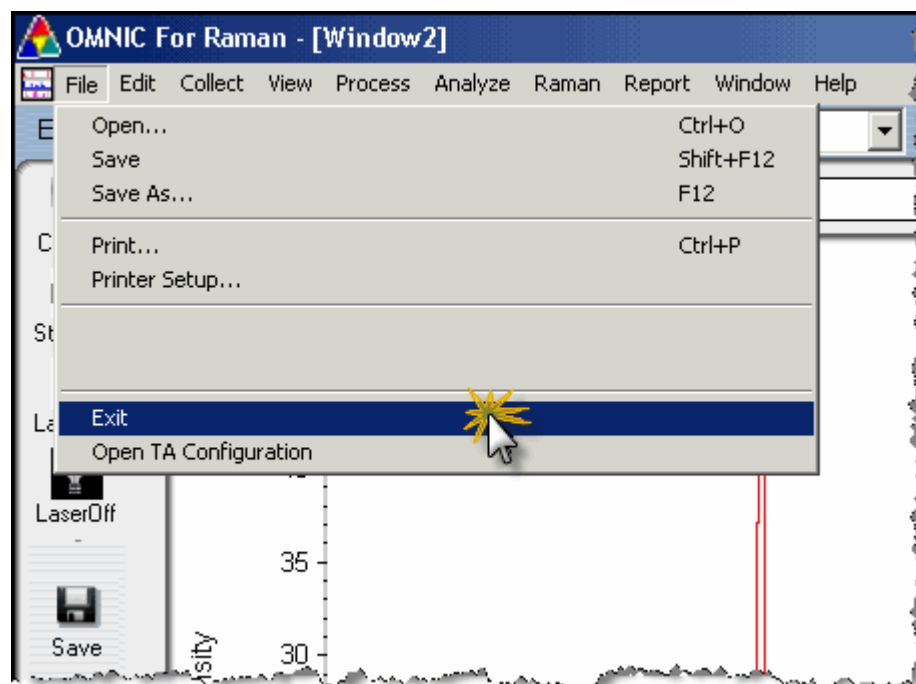 OMNIC For Raman - [Window2]
File Edit Collect View Process Analyze Raman Report Window Help
Open... Ctrl+O
Save Shift+F12
Save As... F12
Print... Ctrl+P
Printer Setup...
Exit
Open TA Configuration
LaserOff
35
Save
30